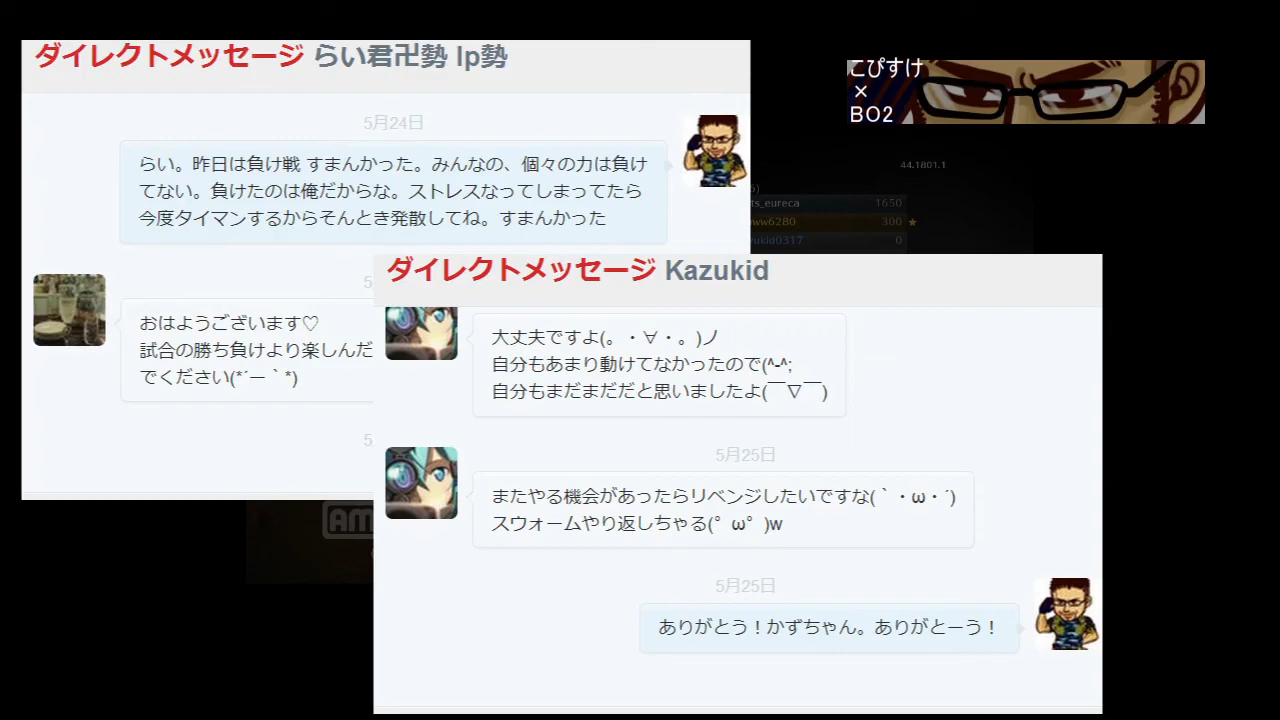 ダイレクトメッセージ らい君卍勢 lp勢
5月24日
らい。昨日は負け戦 すまんかった。みんなの、個々の力は負け
てない。負けたのは俺だからな。ストレスなってしまってたら
今度タイマンするからそんとき発散してね。すまんかった
5
おはようございます♡
試合の勝ち負けより楽しんだ
でください(*´ー｀*)
5
こぴすけ
×
BO2
44.1801.1
ts_eureca 1650
ww6280 300 ★
ukid0317 0
AM
ダイレクトメッセージ Kazukid
大丈夫ですよ(。・∀・。)ノ
自分もあまり動けてなかったので(^-^;
自分もまだまだだと思いましたよ(￣▽￣)
5月25日
またやる機会があったらリベンジしたいですな(｀・ω・´)
スウォームやり返しちゃる(°ω°)w
5月25日
ありがとう！かずちゃん。ありがとーう！